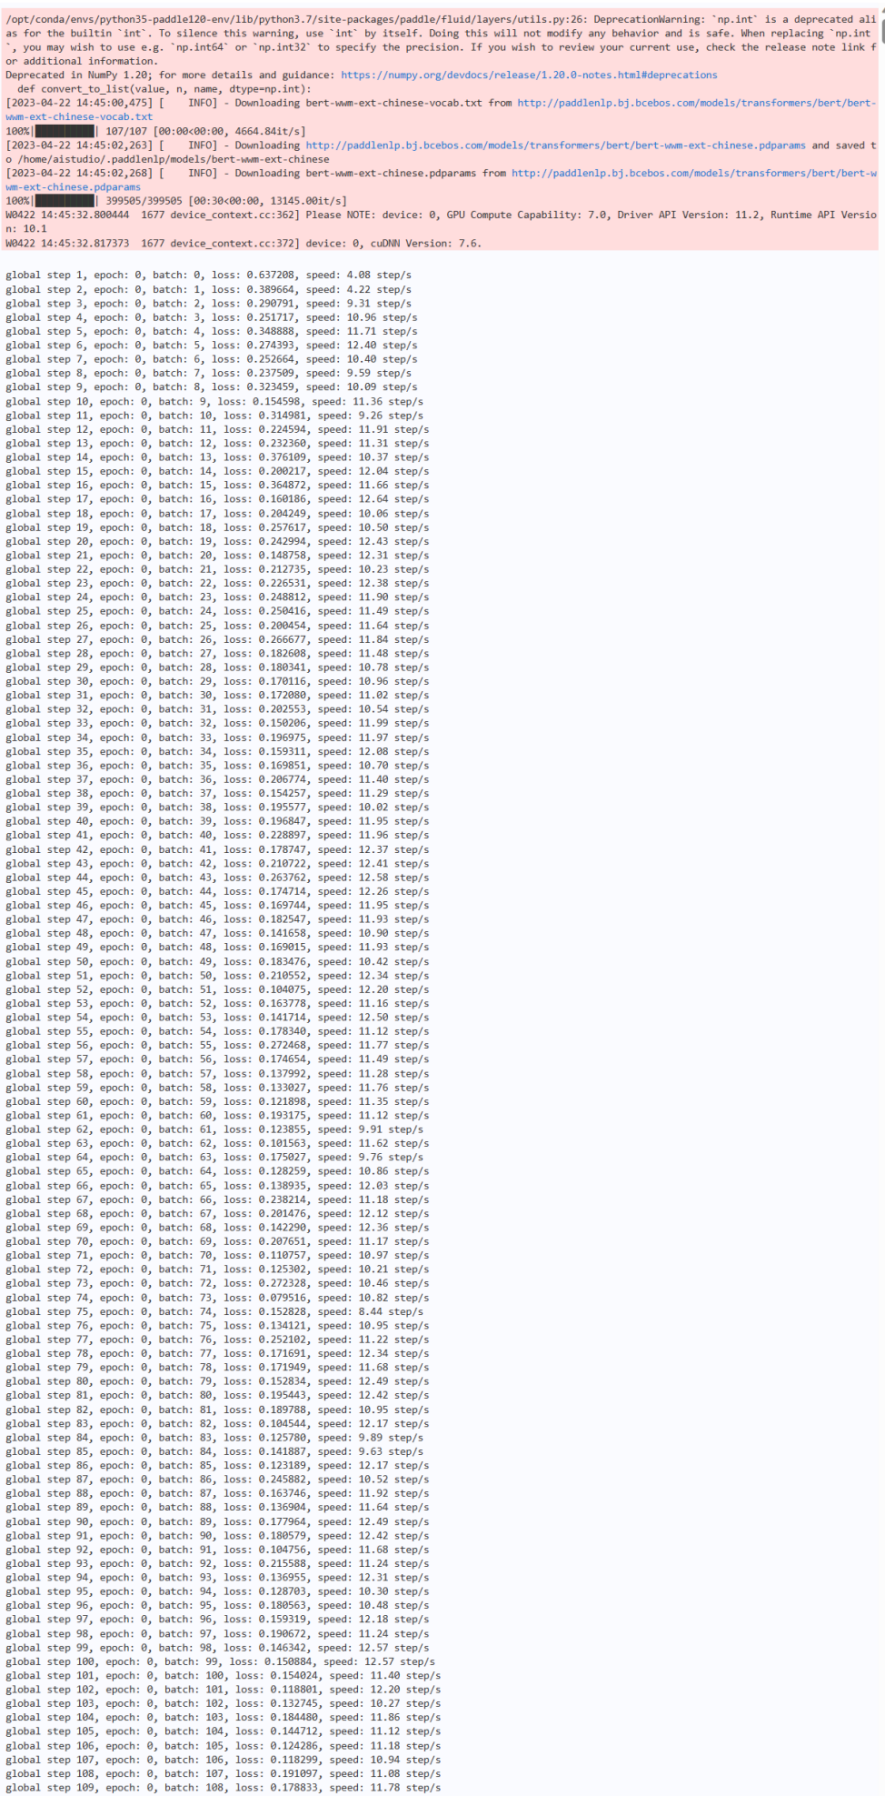 /opt/conda/envs/python35-paddle120-env/lib/python3.7/site-packages/paddle/fluid/layers/utils.py:26: DeprecationWarning: `np.int` is a deprecated ali
as for the builtin `int`. To silence this warning, use `int` by itself. Doing this will not modify any behavior and is safe. When replacing `np.int
`, you may wish to use e.g. `np.int64` or `np.int32` to specify the precision. If you wish to review your current use, check the release note link f
or additional information.
Deprecated in NumPy 1.20; for more details and guidance: https://numpy.org/devdocs/release/1.20.0-notes.html#deprecations
  def convert_to_list(value, n, name, dtype=np.int):
[2023-04-22 14:45:00,475] [    INFO] - Downloading bert-wwm-ext-chinese-vocab.txt from http://paddlenlp.bj.bcebos.com/models/transformers/bert/bert-
wwm-ext-chinese-vocab.txt
100%|██████████| 107/107 [00:00<00:00, 4664.84it/s]
[2023-04-22 14:45:02,263] [    INFO] - Downloading http://paddlenlp.bj.bcebos.com/models/transformers/bert/bert-wwm-ext-chinese.pdparams and saved t
o /home/aistudio/.paddlenlp/models/bert-wwm-ext-chinese
[2023-04-22 14:45:02,268] [    INFO] - Downloading bert-wwm-ext-chinese.pdparams from http://paddlenlp.bj.bcebos.com/models/transformers/bert/bert-w
wm-ext-chinese.pdparams
100%|██████████| 399505/399505 [00:30<00:00, 13145.00it/s]
W0422 14:45:32.800444  1677 device_context.cc:362] Please NOTE: device: 0, GPU Compute Capability: 7.0, Driver API Version: 11.2, Runtime API Versio
n: 10.1
W0422 14:45:32.817373  1677 device_context.cc:372] device: 0, cuDNN Version: 7.6.
global step 1, epoch: 0, batch: 0, loss: 0.637208, speed: 4.08 step/s
global step 2, epoch: 0, batch: 1, loss: 0.389664, speed: 4.22 step/s
global step 3, epoch: 0, batch: 2, loss: 0.290791, speed: 9.31 step/s
global step 4, epoch: 0, batch: 3, loss: 0.251717, speed: 10.96 step/s
global step 5, epoch: 0, batch: 4, loss: 0.348888, speed: 11.71 step/s
global step 6, epoch: 0, batch: 5, loss: 0.274393, speed: 12.40 step/s
global step 7, epoch: 0, batch: 6, loss: 0.252664, speed: 10.40 step/s
global step 8, epoch: 0, batch: 7, loss: 0.237509, speed: 9.59 step/s
global step 9, epoch: 0, batch: 8, loss: 0.323459, speed: 10.09 step/s
global step 10, epoch: 0, batch: 9, loss: 0.154598, speed: 11.36 step/s
global step 11, epoch: 0, batch: 10, loss: 0.314981, speed: 9.26 step/s
global step 12, epoch: 0, batch: 11, loss: 0.224594, speed: 11.91 step/s
global step 13, epoch: 0, batch: 12, loss: 0.232360, speed: 11.31 step/s
global step 14, epoch: 0, batch: 13, loss: 0.376109, speed: 10.37 step/s
global step 15, epoch: 0, batch: 14, loss: 0.200217, speed: 12.04 step/s
global step 16, epoch: 0, batch: 15, loss: 0.364872, speed: 11.66 step/s
global step 17, epoch: 0, batch: 16, loss: 0.160186, speed: 12.64 step/s
global step 18, epoch: 0, batch: 17, loss: 0.204249, speed: 10.06 step/s
global step 19, epoch: 0, batch: 18, loss: 0.257617, speed: 10.50 step/s
global step 20, epoch: 0, batch: 19, loss: 0.242994, speed: 12.43 step/s
global step 21, epoch: 0, batch: 20, loss: 0.148758, speed: 12.31 step/s
global step 22, epoch: 0, batch: 21, loss: 0.212735, speed: 10.23 step/s
global step 23, epoch: 0, batch: 22, loss: 0.226531, speed: 12.38 step/s
global step 24, epoch: 0, batch: 23, loss: 0.248812, speed: 11.90 step/s
global step 25, epoch: 0, batch: 24, loss: 0.250416, speed: 11.49 step/s
global step 26, epoch: 0, batch: 25, loss: 0.200454, speed: 11.64 step/s
global step 27, epoch: 0, batch: 26, loss: 0.266677, speed: 11.84 step/s
global step 28, epoch: 0, batch: 27, loss: 0.182608, speed: 11.48 step/s
global step 29, epoch: 0, batch: 28, loss: 0.180341, speed: 10.78 step/s
global step 30, epoch: 0, batch: 29, loss: 0.170116, speed: 10.96 step/s
global step 31, epoch: 0, batch: 30, loss: 0.172080, speed: 11.02 step/s
global step 32, epoch: 0, batch: 31, loss: 0.202553, speed: 10.54 step/s
global step 33, epoch: 0, batch: 32, loss: 0.150206, speed: 11.99 step/s
global step 34, epoch: 0, batch: 33, loss: 0.196975, speed: 11.97 step/s
global step 35, epoch: 0, batch: 34, loss: 0.159311, speed: 12.08 step/s
global step 36, epoch: 0, batch: 35, loss: 0.169851, speed: 10.70 step/s
global step 37, epoch: 0, batch: 36, loss: 0.206774, speed: 11.40 step/s
global step 38, epoch: 0, batch: 37, loss: 0.154257, speed: 11.29 step/s
global step 39, epoch: 0, batch: 38, loss: 0.195577, speed: 10.02 step/s
global step 40, epoch: 0, batch: 39, loss: 0.196847, speed: 11.95 step/s
global step 41, epoch: 0, batch: 40, loss: 0.228897, speed: 11.96 step/s
global step 42, epoch: 0, batch: 41, loss: 0.178747, speed: 12.37 step/s
global step 43, epoch: 0, batch: 42, loss: 0.210722, speed: 12.41 step/s
global step 44, epoch: 0, batch: 43, loss: 0.263762, speed: 12.58 step/s
global step 45, epoch: 0, batch: 44, loss: 0.174714, speed: 12.26 step/s
global step 46, epoch: 0, batch: 45, loss: 0.169744, speed: 11.95 step/s
global step 47, epoch: 0, batch: 46, loss: 0.182547, speed: 11.93 step/s
global step 48, epoch: 0, batch: 47, loss: 0.141658, speed: 10.90 step/s
global step 49, epoch: 0, batch: 48, loss: 0.169015, speed: 11.93 step/s
global step 50, epoch: 0, batch: 49, loss: 0.183476, speed: 10.42 step/s
global step 51, epoch: 0, batch: 50, loss: 0.210552, speed: 12.34 step/s
global step 52, epoch: 0, batch: 51, loss: 0.104075, speed: 12.20 step/s
global step 53, epoch: 0, batch: 52, loss: 0.163778, speed: 11.16 step/s
global step 54, epoch: 0, batch: 53, loss: 0.141714, speed: 12.50 step/s
global step 55, epoch: 0, batch: 54, loss: 0.178340, speed: 11.12 step/s
global step 56, epoch: 0, batch: 55, loss: 0.272468, speed: 11.77 step/s
global step 57, epoch: 0, batch: 56, loss: 0.174654, speed: 11.49 step/s
global step 58, epoch: 0, batch: 57, loss: 0.137992, speed: 11.28 step/s
global step 59, epoch: 0, batch: 58, loss: 0.133027, speed: 11.76 step/s
global step 60, epoch: 0, batch: 59, loss: 0.121898, speed: 11.35 step/s
global step 61, epoch: 0, batch: 60, loss: 0.193175, speed: 11.12 step/s
global step 62, epoch: 0, batch: 61, loss: 0.123855, speed: 9.91 step/s
global step 63, epoch: 0, batch: 62, loss: 0.101563, speed: 11.62 step/s
global step 64, epoch: 0, batch: 63, loss: 0.175027, speed: 9.76 step/s
global step 65, epoch: 0, batch: 64, loss: 0.128259, speed: 10.86 step/s
global step 66, epoch: 0, batch: 65, loss: 0.138935, speed: 12.03 step/s
global step 67, epoch: 0, batch: 66, loss: 0.238214, speed: 11.18 step/s
global step 68, epoch: 0, batch: 67, loss: 0.201476, speed: 12.12 step/s
global step 69, epoch: 0, batch: 68, loss: 0.142290, speed: 12.36 step/s
global step 70, epoch: 0, batch: 69, loss: 0.207651, speed: 11.17 step/s
global step 71, epoch: 0, batch: 70, loss: 0.110757, speed: 10.97 step/s
global step 72, epoch: 0, batch: 71, loss: 0.125302, speed: 10.21 step/s
global step 73, epoch: 0, batch: 72, loss: 0.272328, speed: 10.46 step/s
global step 74, epoch: 0, batch: 73, loss: 0.079516, speed: 10.82 step/s
global step 75, epoch: 0, batch: 74, loss: 0.152828, speed: 8.44 step/s
global step 76, epoch: 0, batch: 75, loss: 0.134121, speed: 10.95 step/s
global step 77, epoch: 0, batch: 76, loss: 0.252102, speed: 11.22 step/s
global step 78, epoch: 0, batch: 77, loss: 0.171691, speed: 12.34 step/s
global step 79, epoch: 0, batch: 78, loss: 0.171949, speed: 11.68 step/s
global step 80, epoch: 0, batch: 79, loss: 0.152834, speed: 12.49 step/s
global step 81, epoch: 0, batch: 80, loss: 0.195443, speed: 12.42 step/s
global step 82, epoch: 0, batch: 81, loss: 0.189788, speed: 10.95 step/s
global step 83, epoch: 0, batch: 82, loss: 0.104544, speed: 12.17 step/s
global step 84, epoch: 0, batch: 83, loss: 0.125780, speed: 9.89 step/s
global step 85, epoch: 0, batch: 84, loss: 0.141887, speed: 9.63 step/s
global step 86, epoch: 0, batch: 85, loss: 0.123189, speed: 12.17 step/s
global step 87, epoch: 0, batch: 86, loss: 0.245882, speed: 10.52 step/s
global step 88, epoch: 0, batch: 87, loss: 0.163746, speed: 11.92 step/s
global step 89, epoch: 0, batch: 88, loss: 0.136904, speed: 11.64 step/s
global step 90, epoch: 0, batch: 89, loss: 0.177964, speed: 12.49 step/s
global step 91, epoch: 0, batch: 90, loss: 0.180579, speed: 12.42 step/s
global step 92, epoch: 0, batch: 91, loss: 0.104756, speed: 11.68 step/s
global step 93, epoch: 0, batch: 92, loss: 0.215588, speed: 11.24 step/s
global step 94, epoch: 0, batch: 93, loss: 0.136955, speed: 12.31 step/s
global step 95, epoch: 0, batch: 94, loss: 0.128703, speed: 10.30 step/s
global step 96, epoch: 0, batch: 95, loss: 0.180563, speed: 10.48 step/s
global step 97, epoch: 0, batch: 96, loss: 0.159319, speed: 12.18 step/s
global step 98, epoch: 0, batch: 97, loss: 0.190672, speed: 11.24 step/s
global step 99, epoch: 0, batch: 98, loss: 0.146342, speed: 12.57 step/s
global step 100, epoch: 0, batch: 99, loss: 0.150884, speed: 12.57 step/s
global step 101, epoch: 0, batch: 100, loss: 0.154024, speed: 11.40 step/s
global step 102, epoch: 0, batch: 101, loss: 0.118801, speed: 12.20 step/s
global step 103, epoch: 0, batch: 102, loss: 0.132745, speed: 10.27 step/s
global step 104, epoch: 0, batch: 103, loss: 0.184480, speed: 11.86 step/s
global step 105, epoch: 0, batch: 104, loss: 0.144712, speed: 11.12 step/s
global step 106, epoch: 0, batch: 105, loss: 0.124286, speed: 11.18 step/s
global step 107, epoch: 0, batch: 106, loss: 0.118299, speed: 10.94 step/s
global step 108, epoch: 0, batch: 107, loss: 0.191097, speed: 11.08 step/s
global step 109, epoch: 0, batch: 108, loss: 0.178833, speed: 11.78 step/s